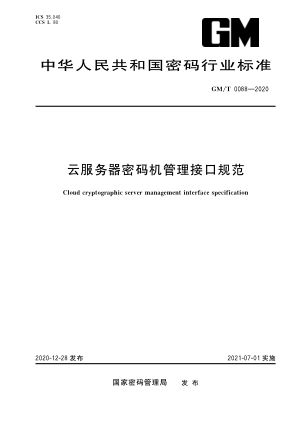 ICS 35.040
CCS L 80
GM
中华人民共和国密码行业标准
GM/T 0088—2020
云服务器密码机管理接口规范
Cloud cryptographic server management interface specification
2020-12-28 发布
2021-07-01 实施
国家密码管理局 发 布